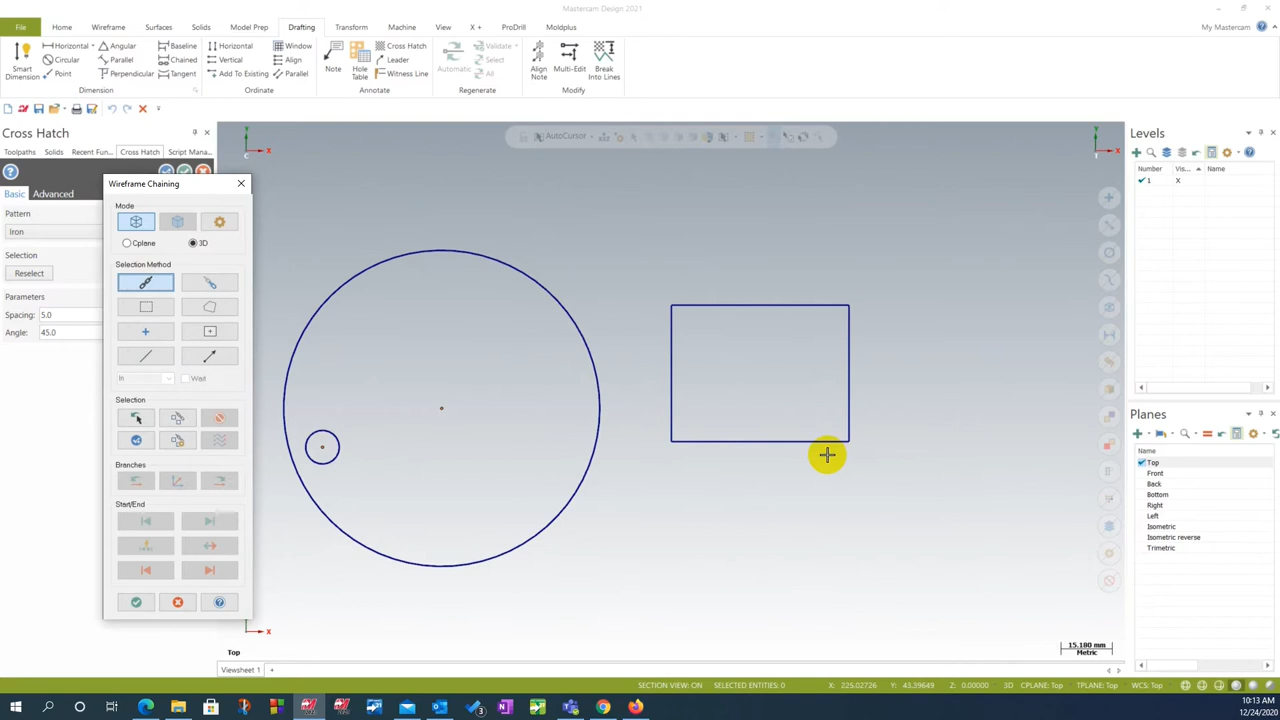 Mastercam Design 2021
File Home Wireframe Surfaces Solids Model Prep Drafting Transform Machine View X + ProDrill Moldplus My Mastercam
Smart Dimension
Horizontal
Circular
Point
Angular
Parallel
Perpendicular
Baseline
Chained
Tangent
Dimension
Horizontal
Vertical
Add To Existing
Window
Align
Parallel
Ordinate
Note
Hole Table
Cross Hatch
Leader
Witness Line
Annotate
Automatic
Validate
Select
All
Regenerate
Align Note
Multi-Edit
Break Into Lines
Modify
Cross Hatch
Toolpaths Solids Recent Fun... Cross Hatch Script Mana...
Basic Advanced
Pattern
Iron
Selection
Reselect
Parameters
Spacing: 5.0
Angle: 45.0
Wireframe Chaining
Mode
Cplane 3D
Selection Method
In Wait
Selection
Branches
Start/End
AutoCursor
Y
X
C
Y
X
T
X
Top
15.180 mm
Metric
Viewsheet 1 +
Levels
Number Vis... Name
1 X
Planes
Name
Top
Front
Back
Bottom
Right
Left
Isometric
Isometric reverse
Trimetric
SECTION VIEW: ON SELECTED ENTITIES: 0 X: 225.02726 Y: 43.39649 Z: 0.00000 3D CPLANE: Top TPLANE: Top WCS: Top
10:13 AM
12/24/2020